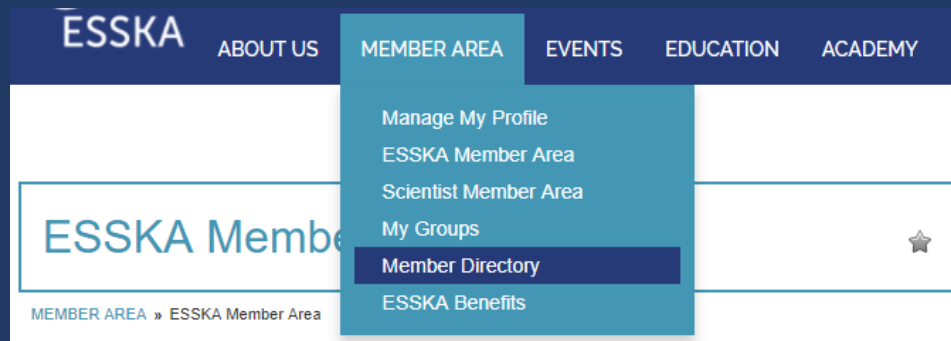 ESSKA
ABOUT US MEMBER AREA EVENTS EDUCATION ACADEMY
Manage My Profile
ESSKA Member Area
Scientist Member Area
My Groups
Member Directory
ESSKA Benefits
ESSKA Membe
MEMBER AREA » ESSKA Member Area